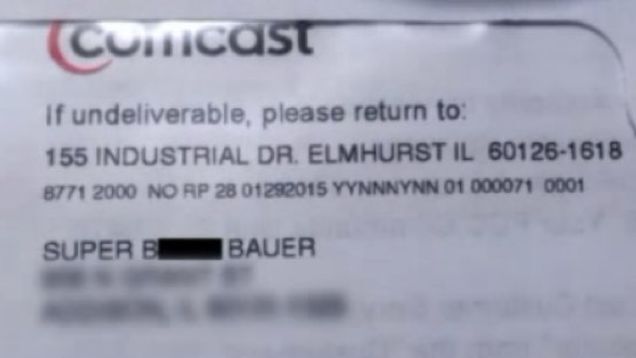 comcast
If undeliverable, please return to:
155 INDUSTRIAL DR. ELMHURST IL 60126-1618
8771 2000 NO RP 28 01292015 YYNNNYNN 01 000071 0001
SUPER B BAUER